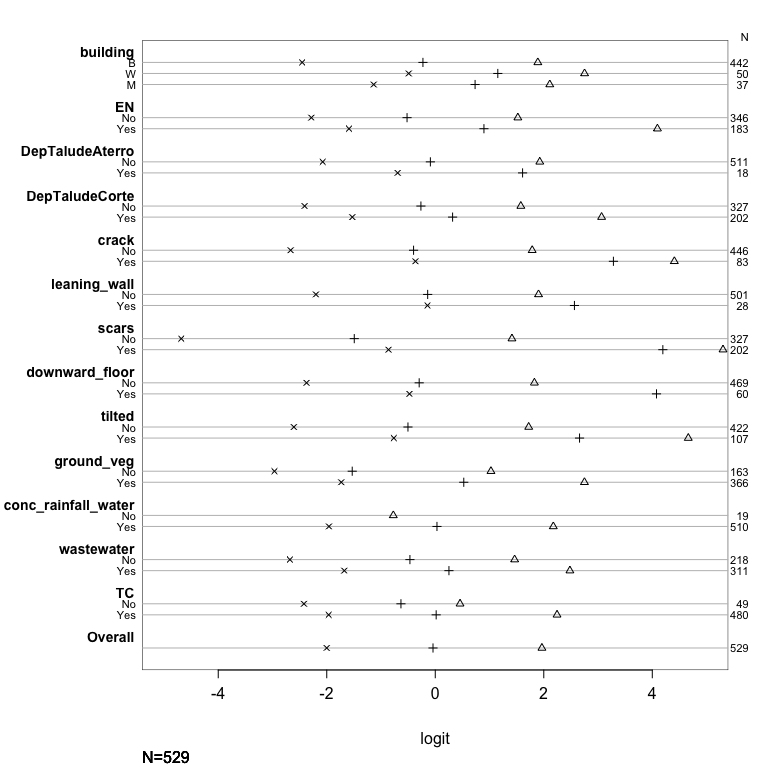 N
building
B 442
W 50
M 37
EN
No 346
Yes 183
DepTaludeAterro
No 511
Yes 18
DepTaludeCorte
No 327
Yes 202
crack
No 446
Yes 83
leaning_wall
No 501
Yes 28
scars
No 327
Yes 202
downward_floor
No 469
Yes 60
tilted
No 422
Yes 107
ground_veg
No 163
Yes 366
conc_rainfall_water
No 19
Yes 510
wastewater
No 218
Yes 311
TC
No 49
Yes 480
Overall
529
-4 -2 0 2 4
logit
N=529